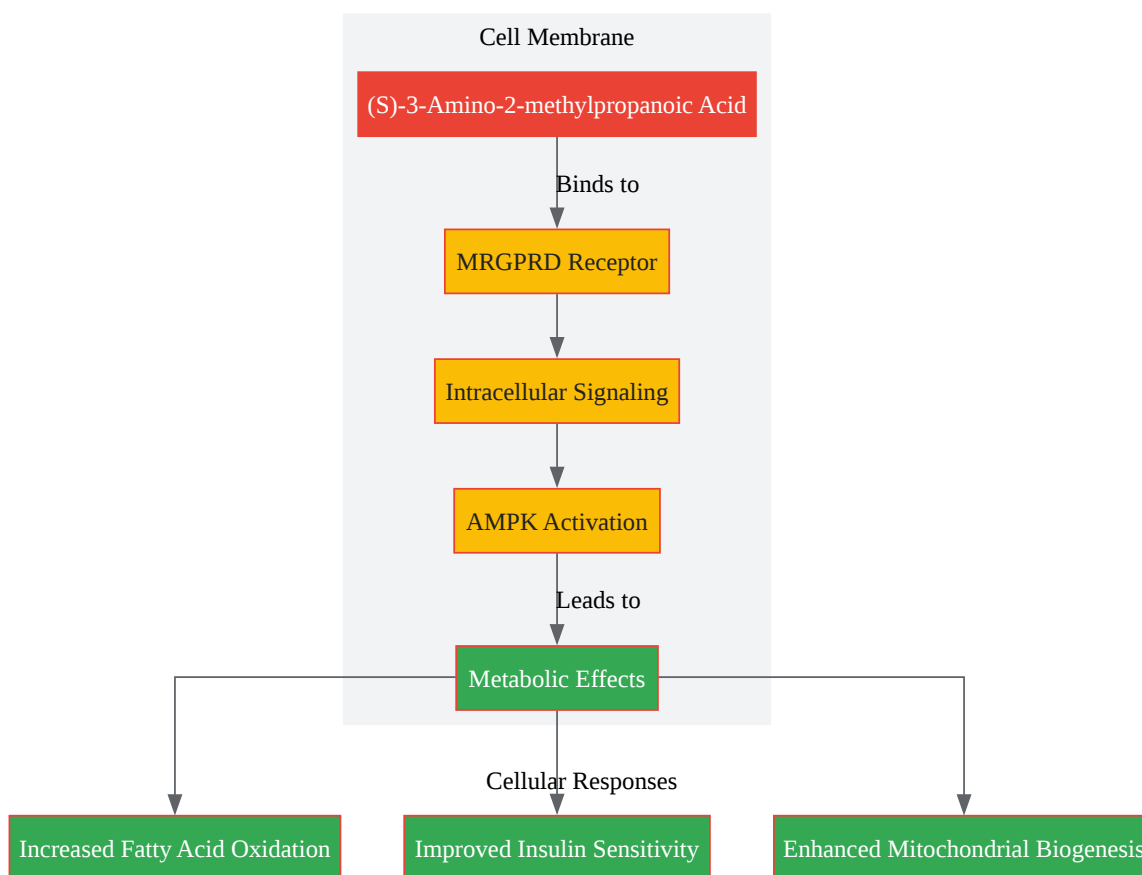 Cell Membrane
(S)-3-Amino-2-methylpropanoic Acid
Binds to
MRGPRD Receptor
Intracellular Signaling
AMPK Activation
Leads to
Metabolic Effects
Cellular Responses
Increased Fatty Acid Oxidation
Improved Insulin Sensitivity
Enhanced Mitochondrial Biogenesis